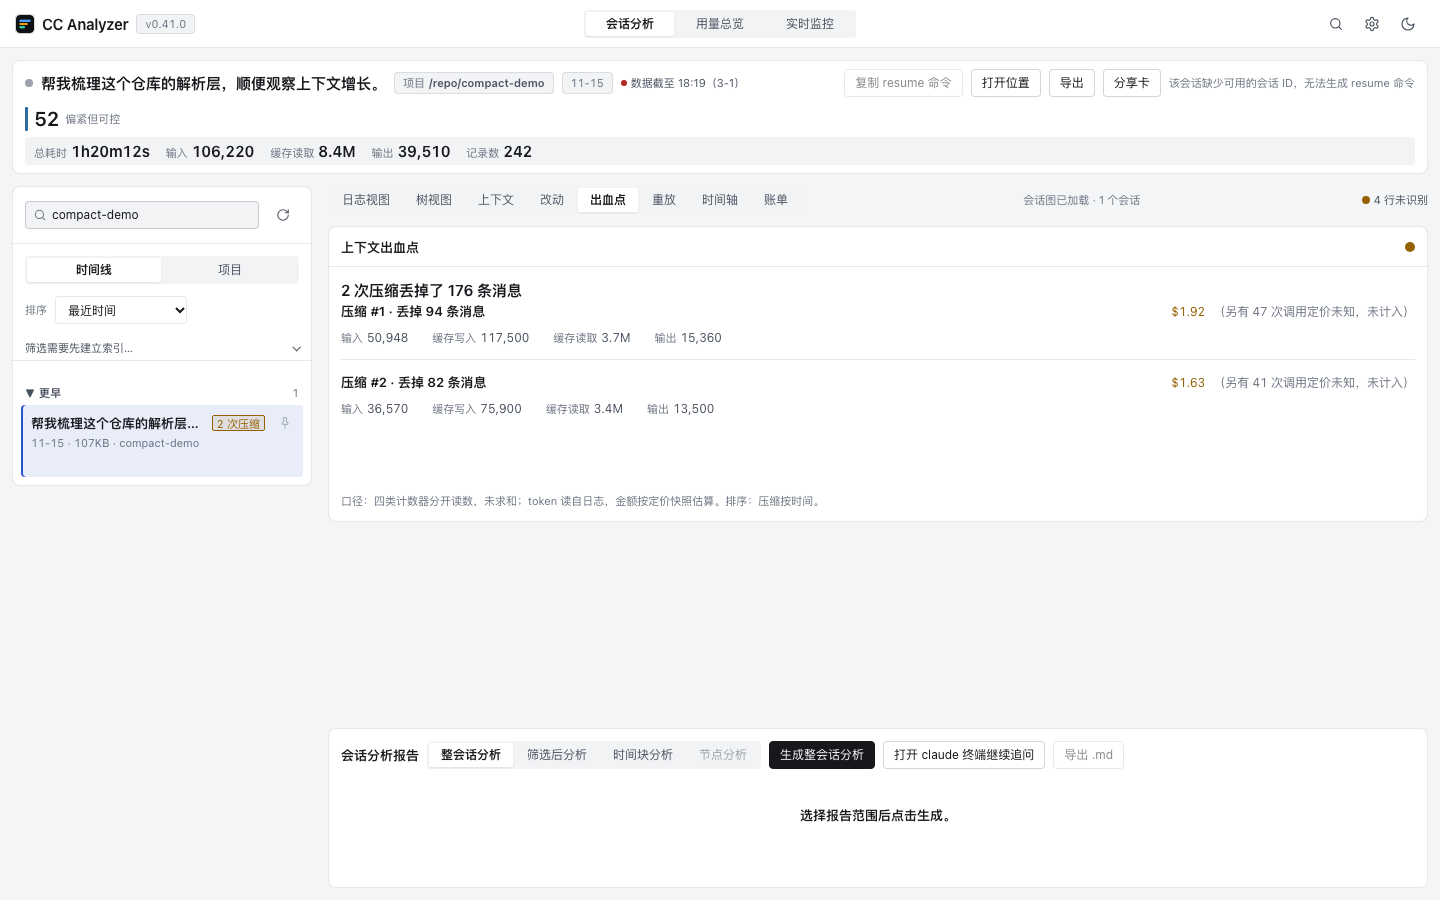 CC Analyzer v0.41.0
会话分析 用量总览 实时监控
帮我梳理这个仓库的解析层，顺便观察上下文增长。 项目 /repo/compact-demo 11-15 数据截至 18:19（3-1） 复制 resume 命令 打开位置 导出 分享卡 该会话缺少可用的会话 ID，无法生成 resume 命令
52 偏紧但可控
总耗时 1h20m12s 输入 106,220 缓存读取 8.4M 输出 39,510 记录数 242
compact-demo
时间线 项目
排序 最近时间
筛选需要先建立索引...
▼ 更早 1
帮我梳理这个仓库的解析层... 2 次压缩
11-15 · 107KB · compact-demo
日志视图 树视图 上下文 改动 出血点 重放 时间轴 账单 会话图已加载 · 1 个会话 4 行未识别
上下文出血点
2 次压缩丢掉了 176 条消息
压缩 #1 · 丢掉 94 条消息 $1.92 （另有 47 次调用定价未知，未计入）
输入 50,948 缓存写入 117,500 缓存读取 3.7M 输出 15,360
压缩 #2 · 丢掉 82 条消息 $1.63 （另有 41 次调用定价未知，未计入）
输入 36,570 缓存写入 75,900 缓存读取 3.4M 输出 13,500
口径：四类计数器分开读数，未求和；token 读自日志，金额按定价快照估算。排序：压缩按时间。
会话分析报告 整会话分析 筛选后分析 时间块分析 节点分析 生成整会话分析 打开 claude 终端继续追问 导出 .md
选择报告范围后点击生成。